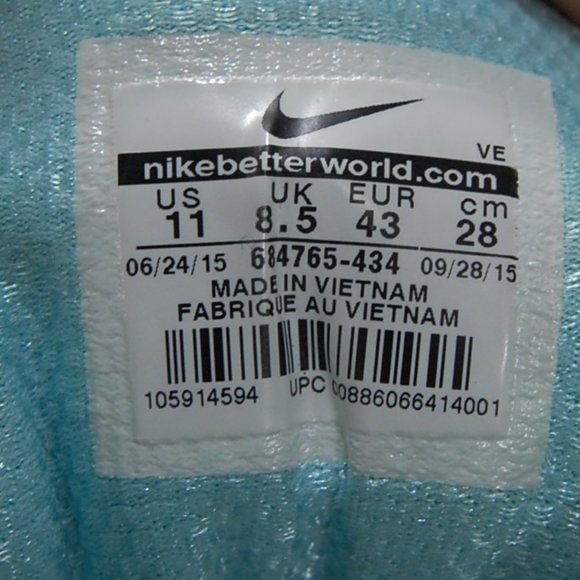 VE
nikebetterworld.com
US UK EUR cm
11 8.5 43 28
06/24/15 684765-434 09/28/15
MADE IN VIETNAM
FABRIQUE AU VIETNAM
105914594 UPC 00886066414001